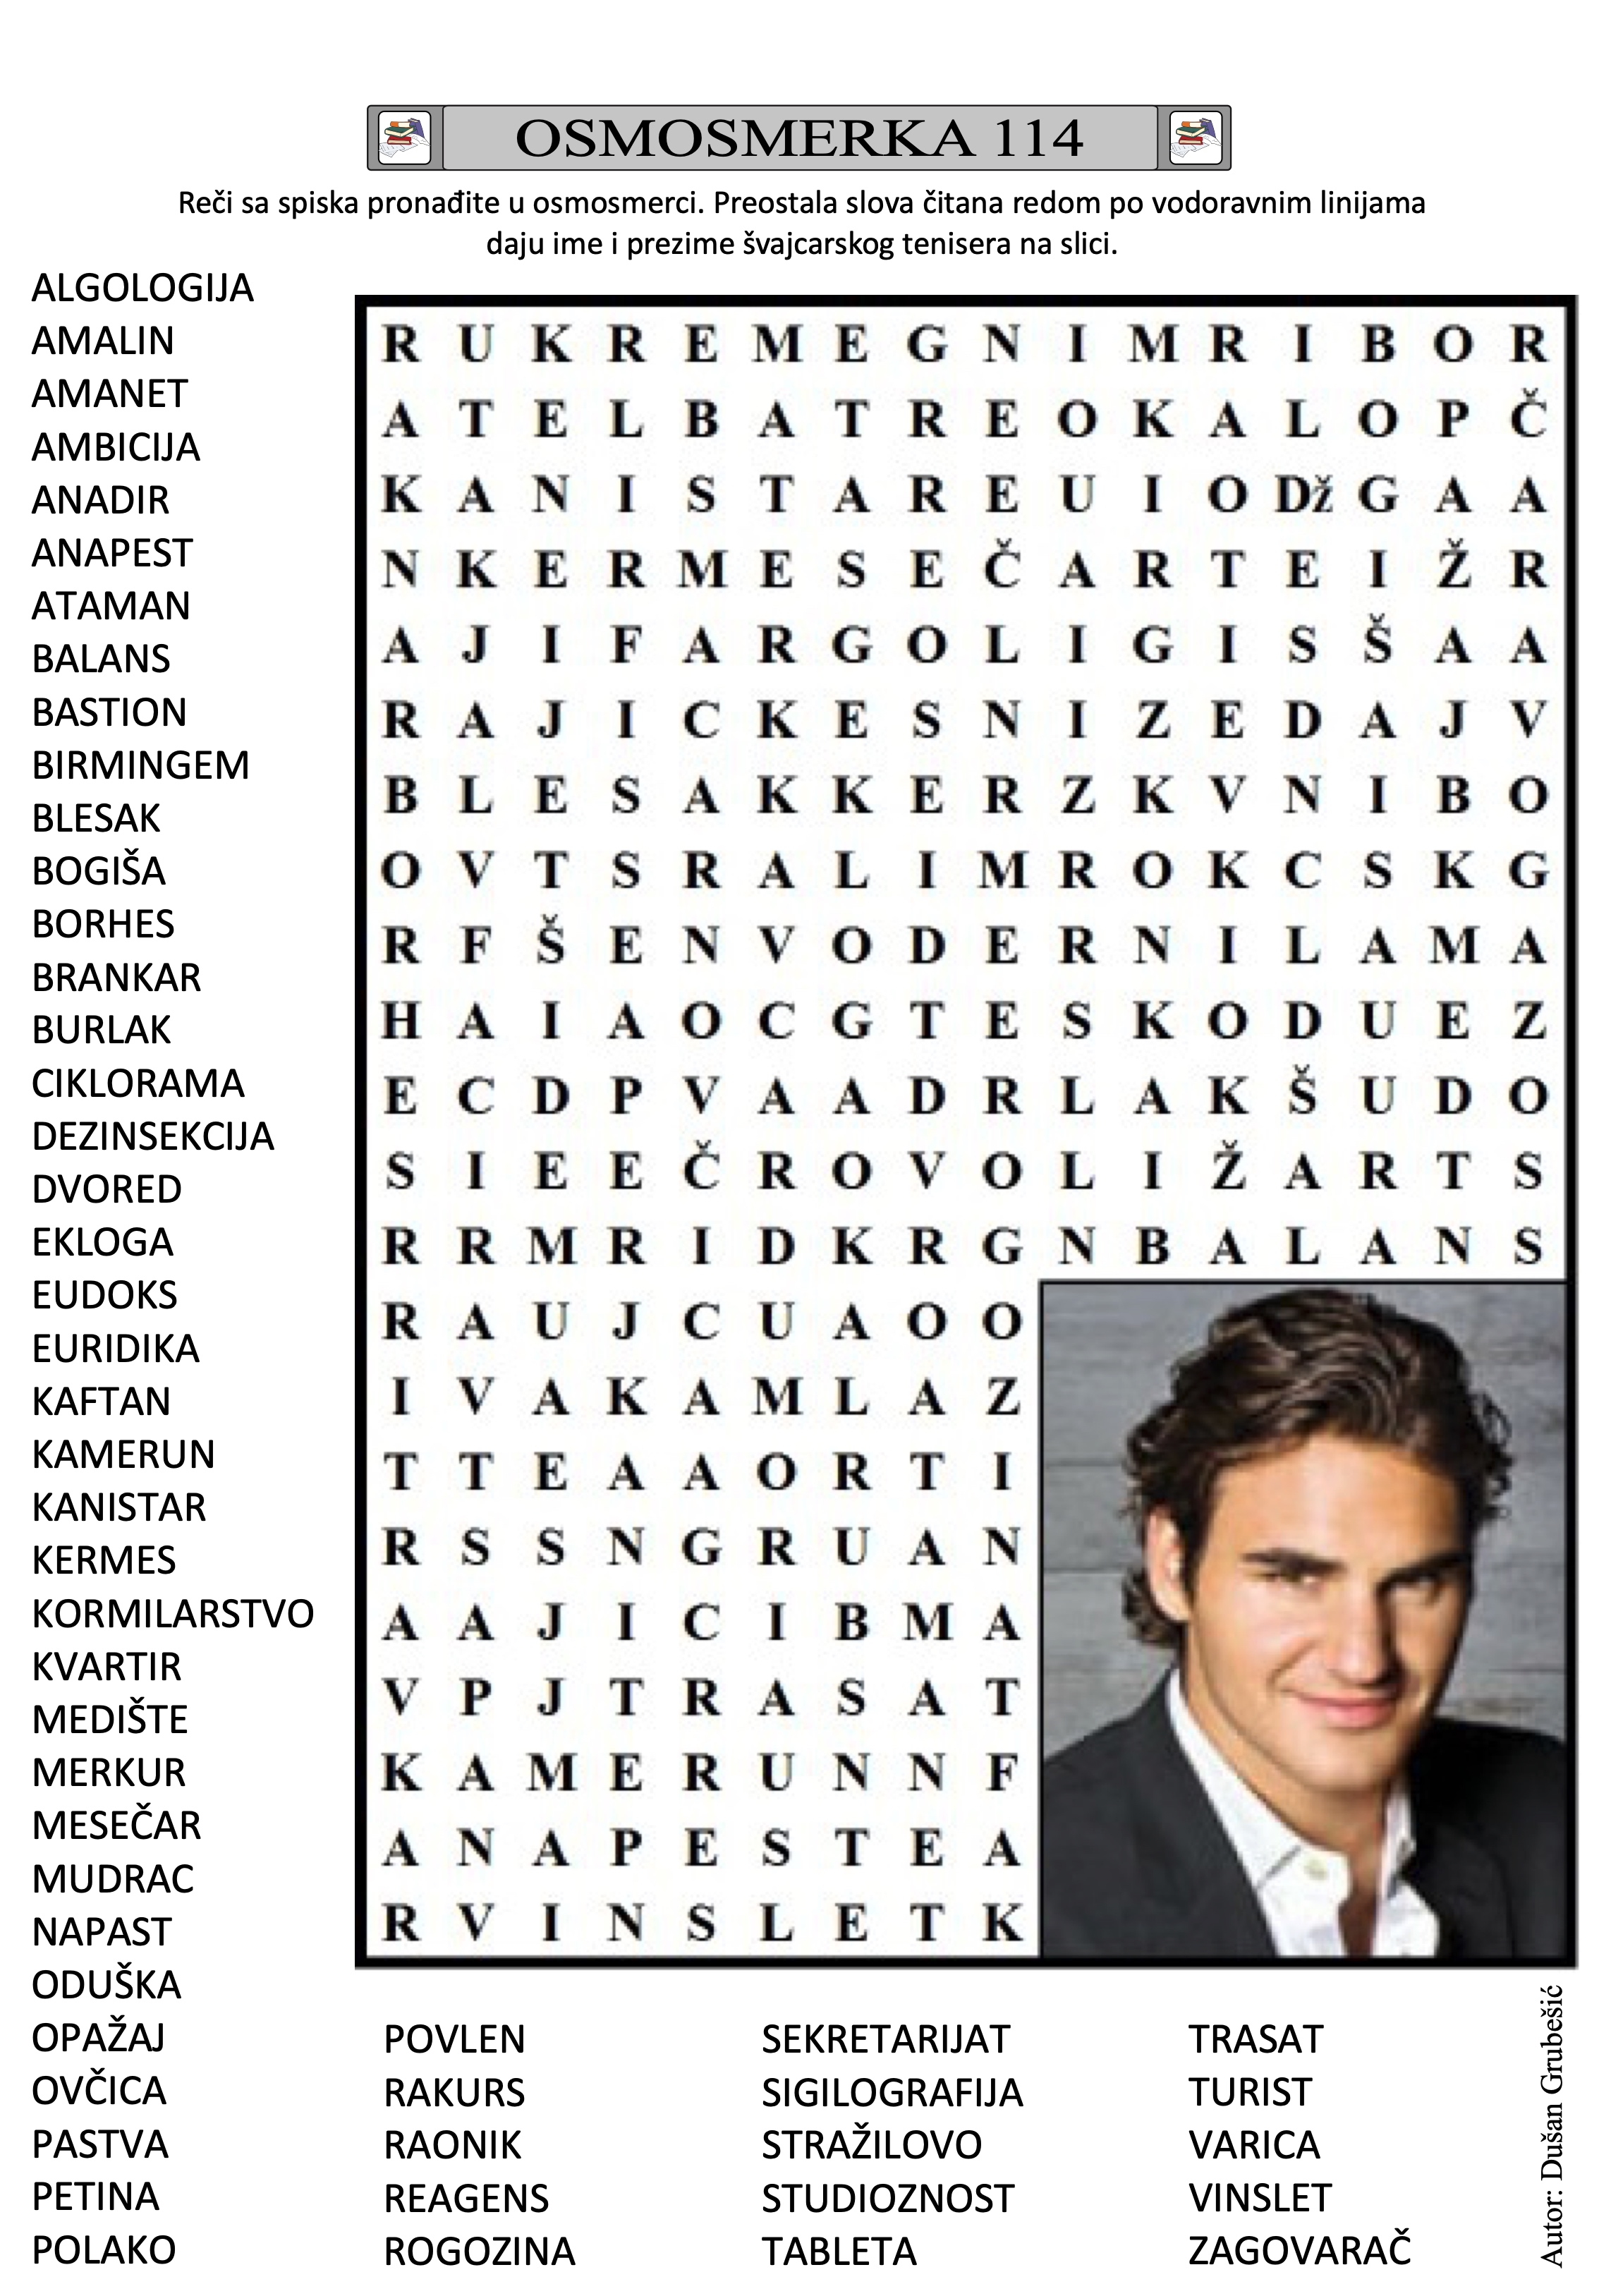 OSMOSMERKA 114
Reči sa spiska pronađite u osmosmerci. Preostala slova čitana redom po vodoravnim linijama
daju ime i prezime švajcarskog tenisera na slici.
ALGOLOGIJA
AMALIN
AMANET
AMBICIJA
ANADIR
ANAPEST
ATAMAN
BALANS
BASTION
BIRMINGEM
BLESAK
BOGIŠA
BORHES
BRANKAR
BURLAK
CIKLORAMA
DEZINSEKCIJA
DVORED
EKLOGA
EUDOKS
EURIDIKA
KAFTAN
KAMERUN
KANISTAR
KERMES
KORMILARSTVO
KVARTIR
MEDIŠTE
MERKUR
MESEČAR
MUDRAC
NAPAST
ODUŠKA
OPAŽAJ
OVČICA
PASTVA
PETINA
POLAKO
R U K R E M E G N I M R I B O R
A T E L B A T R E O K A L O P Č
K A N I S T A R E U I O Dž G A A
N K E R M E S E Č A R T E I Ž R
A J I F A R G O L I G I S Š A A
R A J I C K E S N I Z E D A J V
B L E S A K K E R Z K V N I B O
O V T S R A L I M R O K C S K G
R F Š E N V O D E R N I L A M A
H A I A O C G T E S K O D U E Z
E C D P V A A D R L A K Š U D O
S I E E Č R O V O L I Ž A R T S
R R M R I D K R G N B A L A N S
R A U J C U A O O
I V A K A M L A Z
T T E A A O R T I
R S S N G R U A N
A A J I C I B M A
V P J T R A S A T
K A M E R U N N F
A N A P E S T E A
R V I N S L E T K
POVLEN
RAKURS
RAONIK
REAGENS
ROGOZINA
SEKRETARIJAT
SIGILOGRAFIJA
STRAŽILOVO
STUDIOZNOST
TABLETA
TRASAT
TURIST
VARICA
VINSLET
ZAGOVARAČ
Autor: Dušan Grubešić